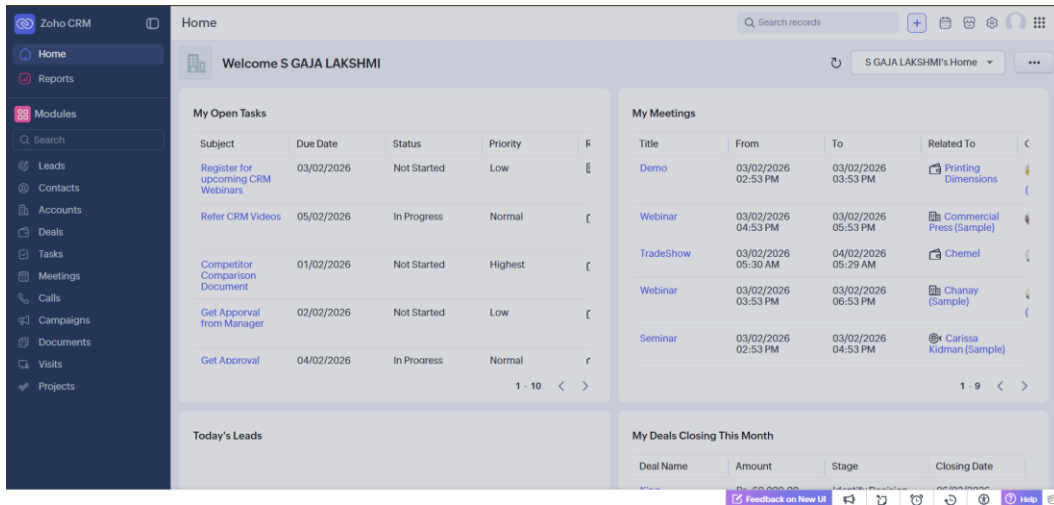 Zoho CRM
Home
Reports
Modules
Search
Leads
Contacts
Accounts
Deals
Tasks
Meetings
Calls
Campaigns
Documents
Visits
Projects
Home
Search records
Welcome S GAJA LAKSHMI
S GAJA LAKSHMI's Home
My Open Tasks
Subject Due Date Status Priority
Register for 03/02/2026 Not Started Low
upcoming CRM
Webinars
Refer CRM Videos 05/02/2026 In Progress Normal
Competitor 01/02/2026 Not Started Highest
Comparison
Document
Get Apporval 02/02/2026 Not Started Low
from Manager
Get Approval 04/02/2026 In Progress Normal
1 - 10
My Meetings
Title From To Related To
Demo 03/02/2026 03/02/2026 Printing
02:53 PM 03:53 PM Dimensions
Webinar 03/02/2026 03/02/2026 Commercial
04:53 PM 05:53 PM Press (Sample)
TradeShow 03/02/2026 04/02/2026 Chemel
05:30 AM 05:29 AM
Webinar 03/02/2026 03/02/2026 Chanay
03:53 PM 06:53 PM (Sample)
Seminar 03/02/2026 03/02/2026 Carissa
02:53 PM 04:53 PM Kidman (Sample)
1 - 9
Today's Leads
My Deals Closing This Month
Deal Name Amount Stage Closing Date
Feedback on New UI
Help